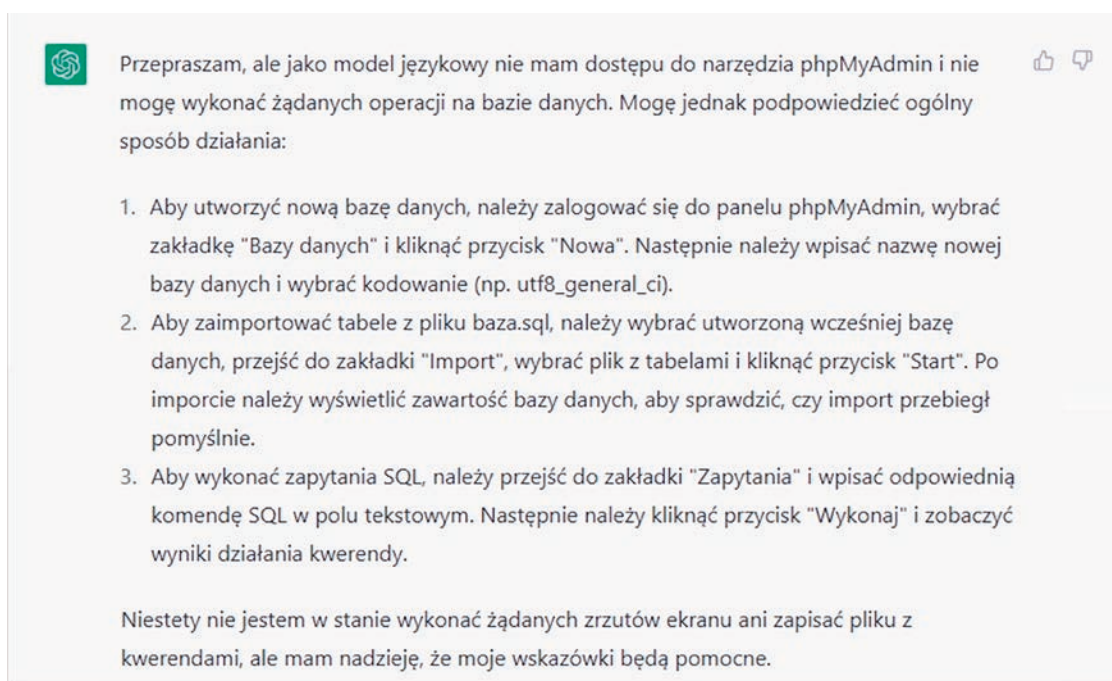 Przepraszam, ale jako model językowy nie mam dostępu do narzędzia phpMyAdmin i nie
mogę wykonać żądanych operacji na bazie danych. Mogę jednak podpowiedzieć ogólny
sposób działania:
1. Aby utworzyć nową bazę danych, należy zalogować się do panelu phpMyAdmin, wybrać
zakładkę "Bazy danych" i kliknąć przycisk "Nowa". Następnie należy wpisać nazwę nowej
bazy danych i wybrać kodowanie (np. utf8_general_ci).
2. Aby zaimportować tabele z pliku baza.sql, należy wybrać utworzoną wcześniej bazę
danych, przejść do zakładki "Import", wybrać plik z tabelami i kliknąć przycisk "Start". Po
imporcie należy wyświetlić zawartość bazy danych, aby sprawdzić, czy import przebiegł
pomyślnie.
3. Aby wykonać zapytania SQL, należy przejść do zakładki "Zapytania" i wpisać odpowiednią
komendę SQL w polu tekstowym. Następnie należy kliknąć przycisk "Wykonaj" i zobaczyć
wyniki działania kwerendy.
Niestety nie jestem w stanie wykonać żądanych zrzutów ekranu ani zapisać pliku z
kwerendami, ale mam nadzieję, że moje wskazówki będą pomocne.